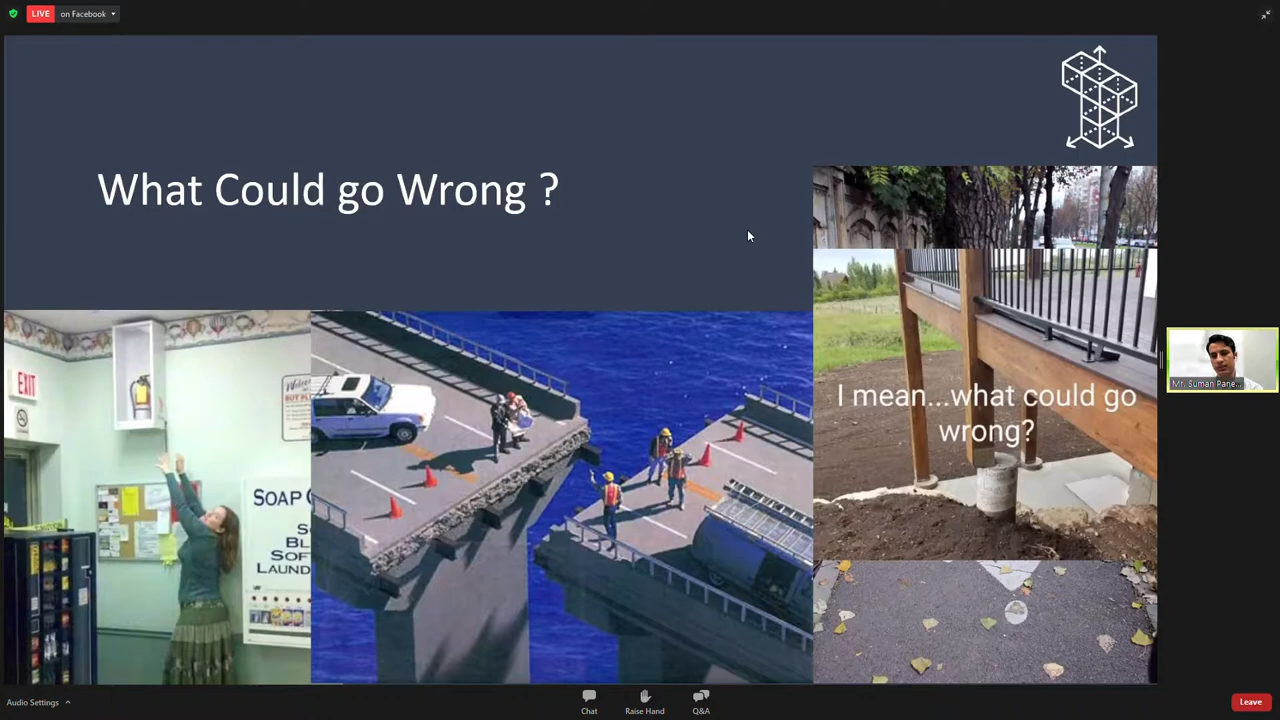 LIVE
on Facebook
What Could go Wrong ?
EXIT
Welcome
SOAP
I mean...what could go
wrong?
Mr. Suman Pane...
Audio Settings
Chat
Raise Hand
Q&A
Leave